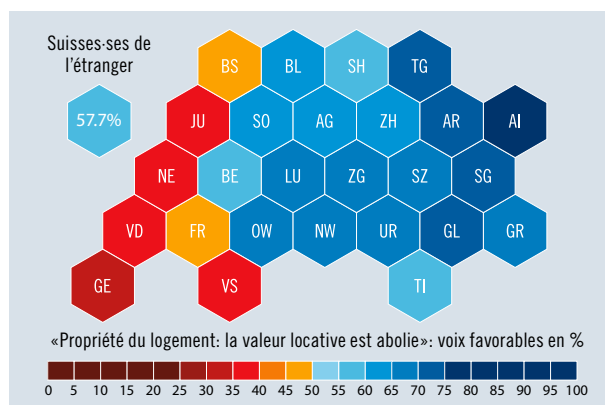 Suisses·ses de
l'étranger
57.7%
BS BL SH TG
JU SO AG ZH AR AI
NE BE LU ZG SZ SG
VD FR OW NW UR GL GR
GE VS TI
«Propriété du logement: la valeur locative est abolie»: voix favorables en %
0 5 10 15 20 25 30 35 40 45 50 55 60 65 70 75 80 85 90 95 100